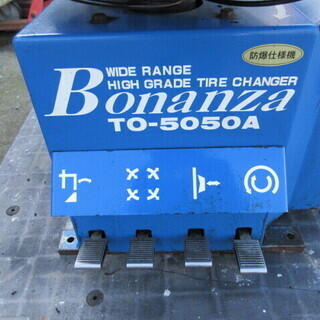 防爆仕様機
WIDE RANGE
HIGH GRADE TIRE CHANGER
Bonanza
TO-5050A